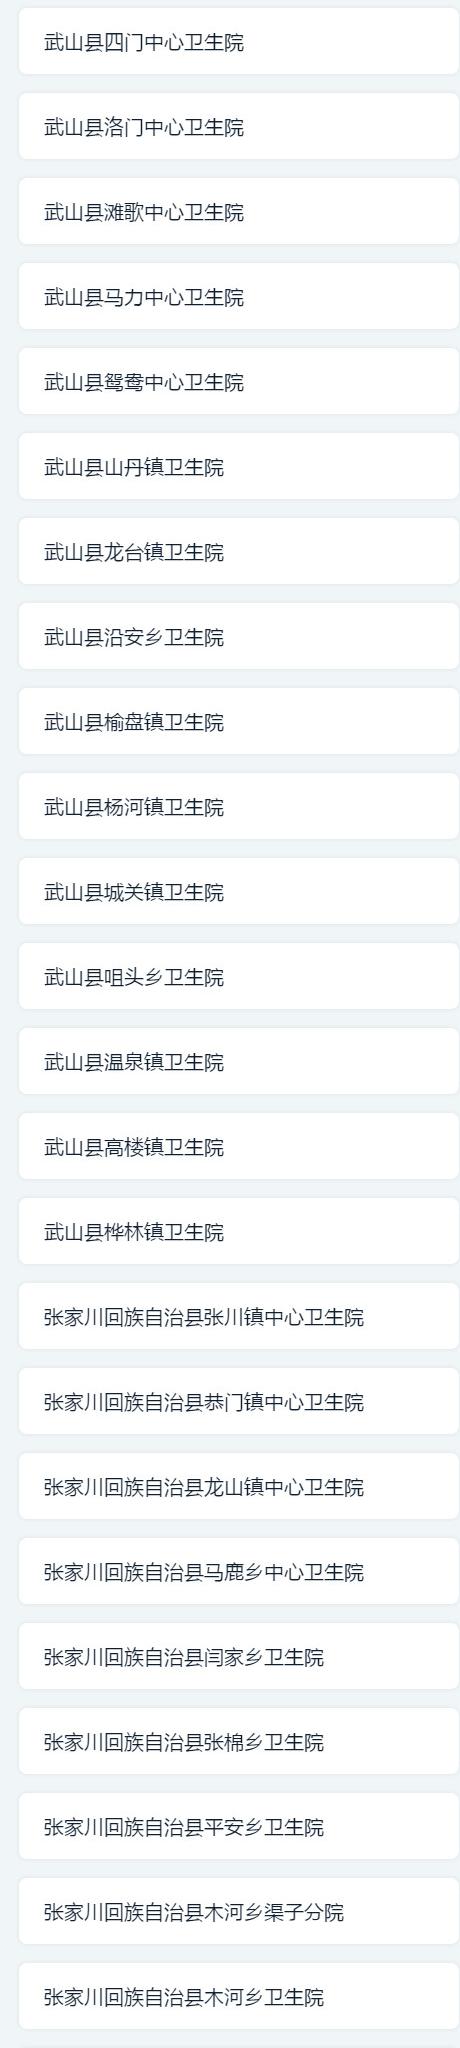 武山县四门中心卫生院
武山县洛门中心卫生院
武山县滩歌中心卫生院
武山县马力中心卫生院
武山县鸳鸯中心卫生院
武山县山丹镇卫生院
武山县龙台镇卫生院
武山县沿安乡卫生院
武山县榆盘镇卫生院
武山县杨河镇卫生院
武山县城关镇卫生院
武山县咀头乡卫生院
武山县温泉镇卫生院
武山县高楼镇卫生院
武山县桦林镇卫生院
张家川回族自治县张川镇中心卫生院
张家川回族自治县恭门镇中心卫生院
张家川回族自治县龙山镇中心卫生院
张家川回族自治县马鹿乡中心卫生院
张家川回族自治县闫家乡卫生院
张家川回族自治县张棉乡卫生院
张家川回族自治县平安乡卫生院
张家川回族自治县木河乡渠子分院
张家川回族自治县木河乡卫生院